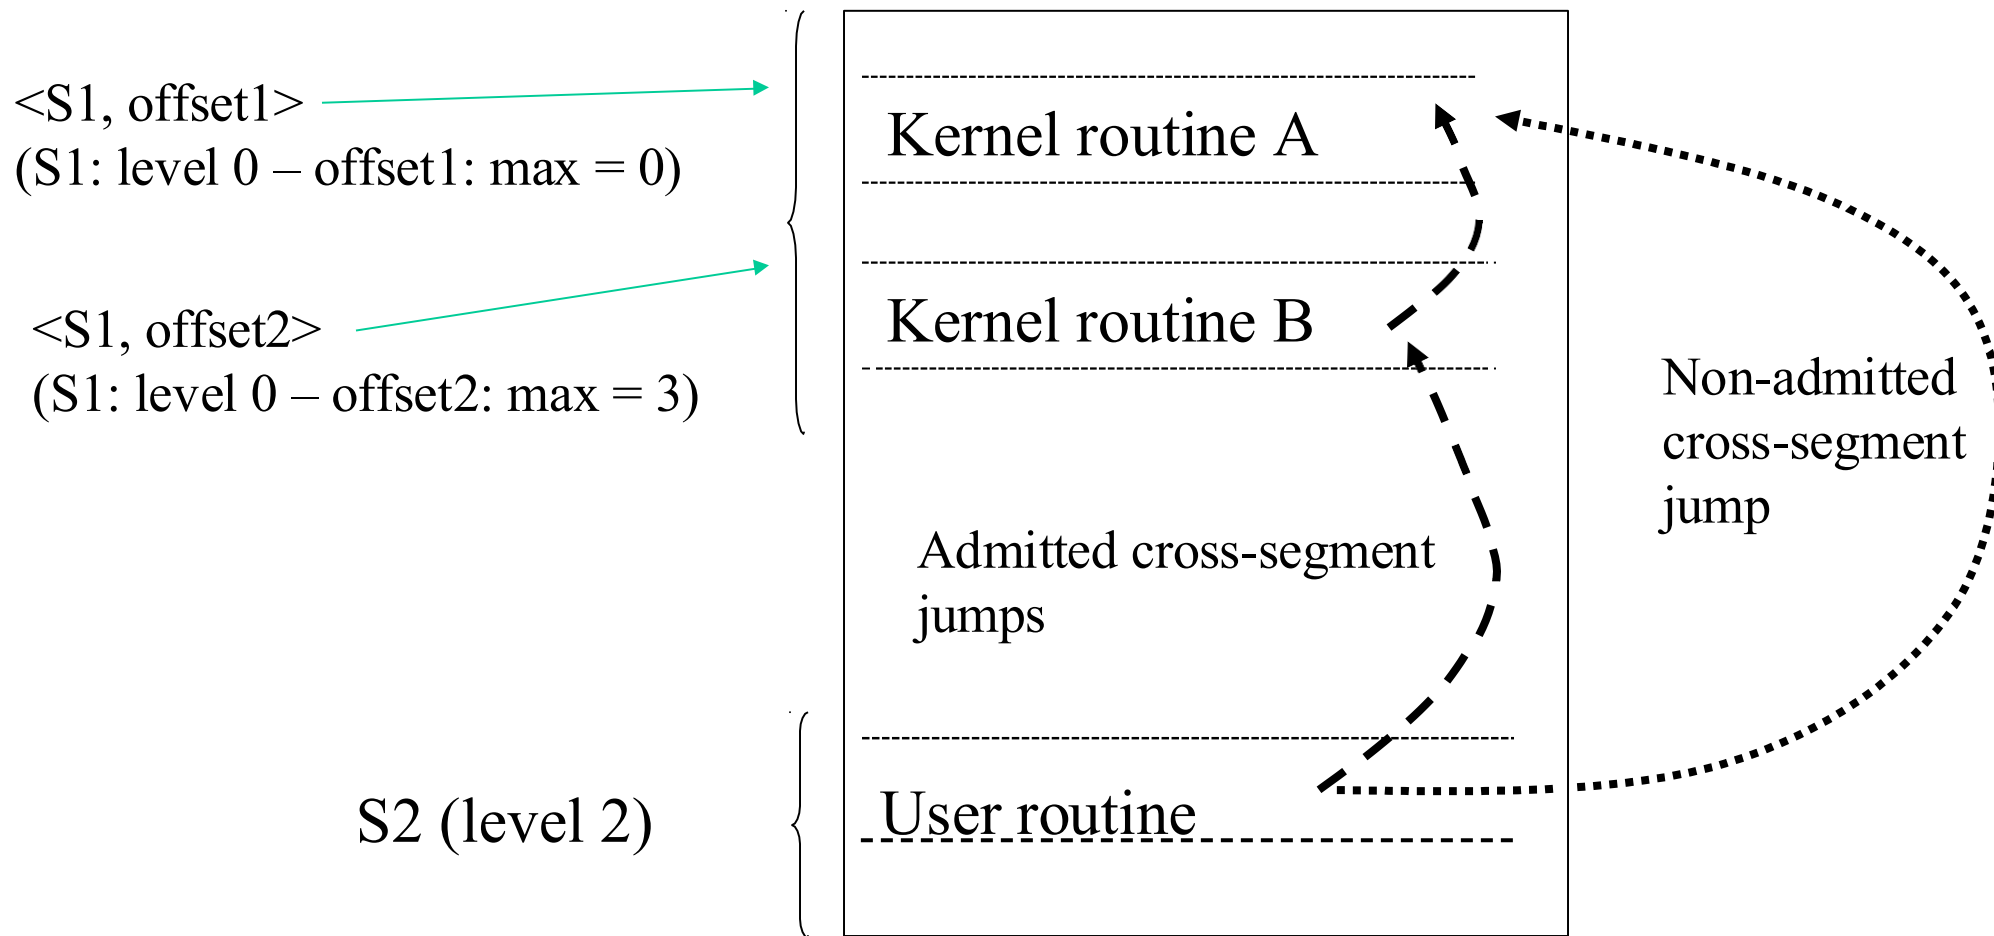 <S1, offset1>
(S1: level 0 – offset1: max = 0)
<S1, offset2>
(S1: level 0 – offset2: max = 3)
Kernel routine A
Kernel routine B
Admitted cross-segment
jumps
Non-admitted
cross-segment
jump
S2 (level 2)
User routine